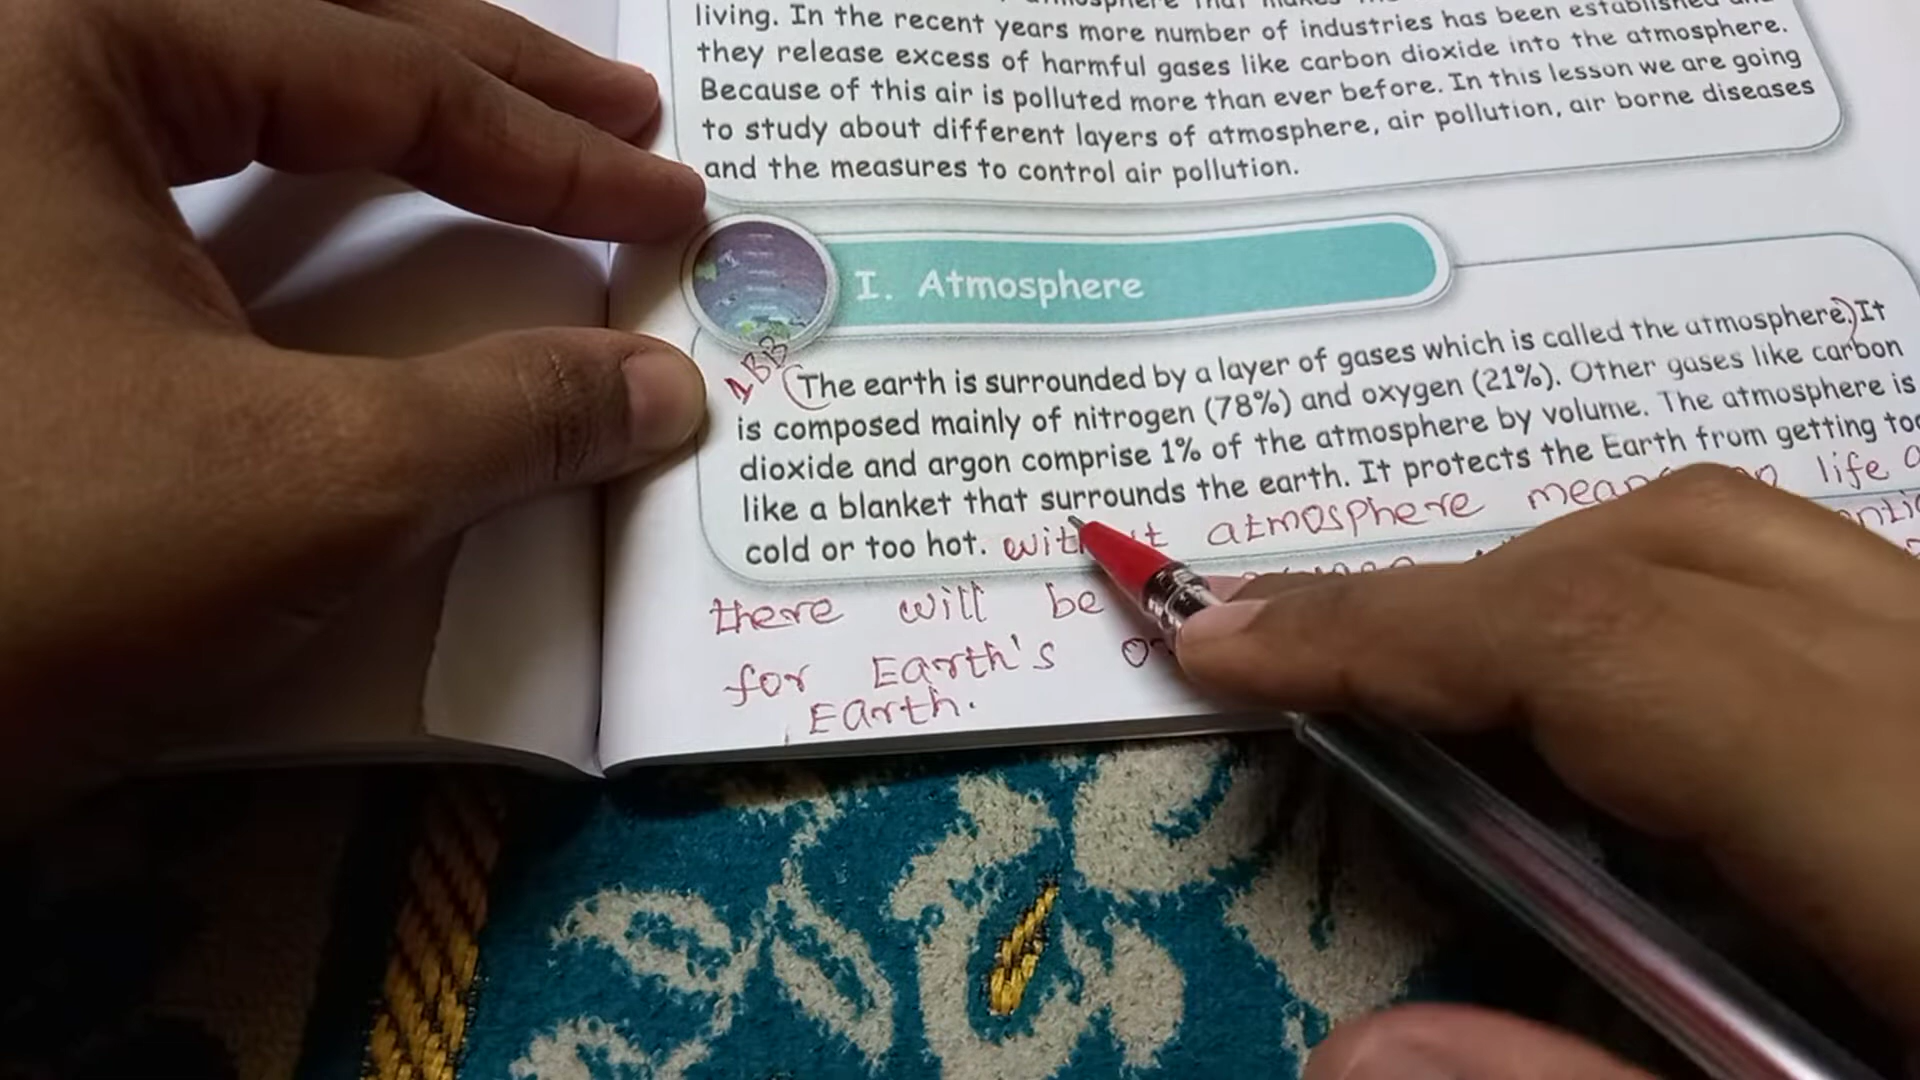 living. In the recent years more number of industries has been established
they release excess of harmful gases like carbon dioxide into the atmosphere.
Because of this air is polluted more than ever before. In this lesson we are going
to study about different layers of atmosphere, air pollution, air borne diseases
and the measures to control air pollution.
I. Atmosphere
ABB
(The earth is surrounded by a layer of gases which is called the atmosphere.) It
is composed mainly of nitrogen (78%) and oxygen (21%). Other gases like carbon
dioxide and argon comprise 1% of the atmosphere by volume. The atmosphere is
like a blanket that surrounds the earth. It protects the Earth from getting too
cold or too hot. atmosphere life
there will be
for Earth's
Earth.